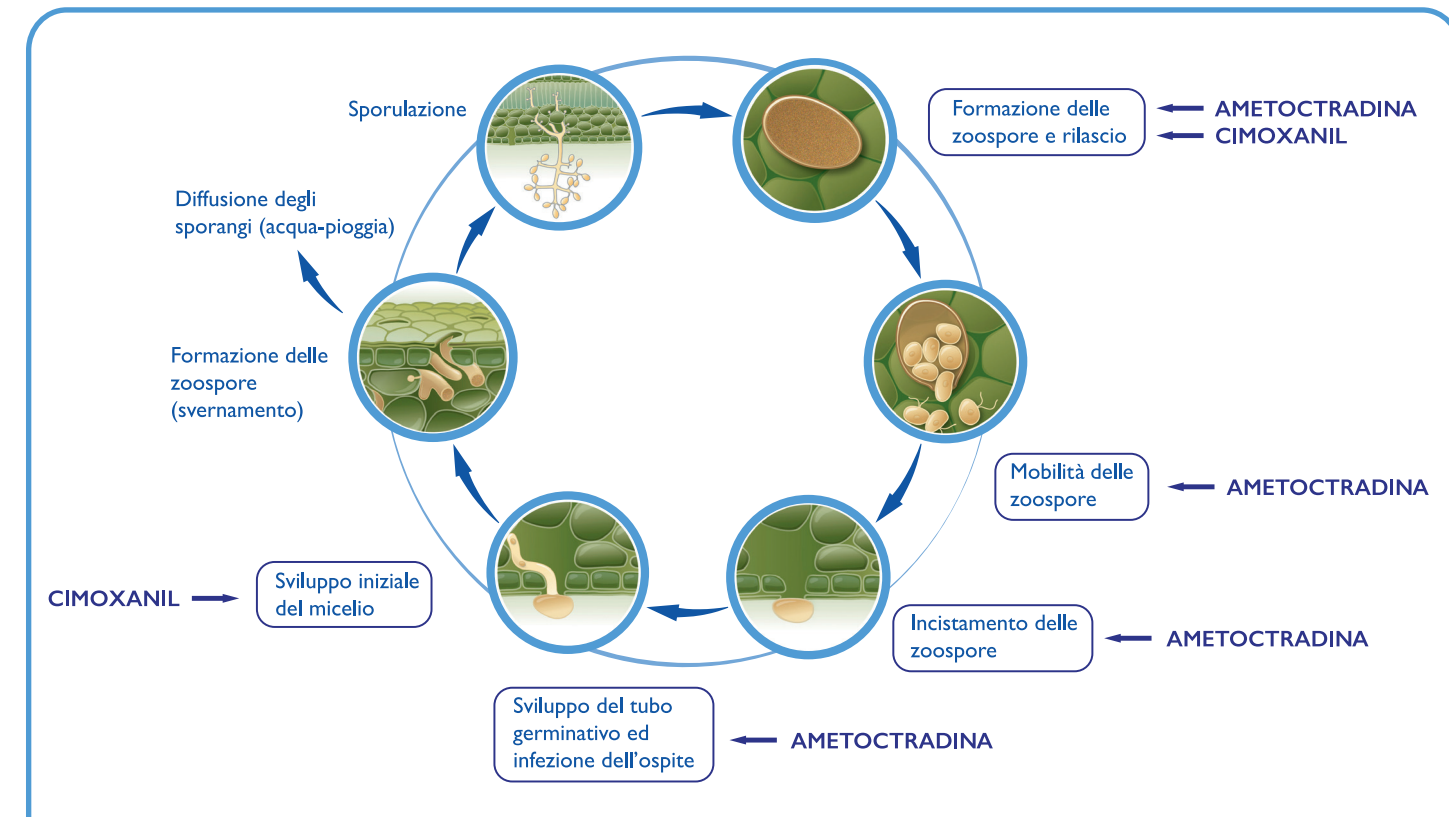 Sporulazione
Formazione delle
zoospore e rilascio
AMETOCTRADINA
CIMOXANIL
Diffusione degli
sporangi (acqua-pioggia)
Formazione delle
zoospore
(svernamento)
Mobilità delle
zoospore
AMETOCTRADINA
CIMOXANIL
Sviluppo iniziale
del micelio
Incistamento delle
zoospore
AMETOCTRADINA
Sviluppo del tubo
germinativo ed
infezione dell'ospite
AMETOCTRADINA